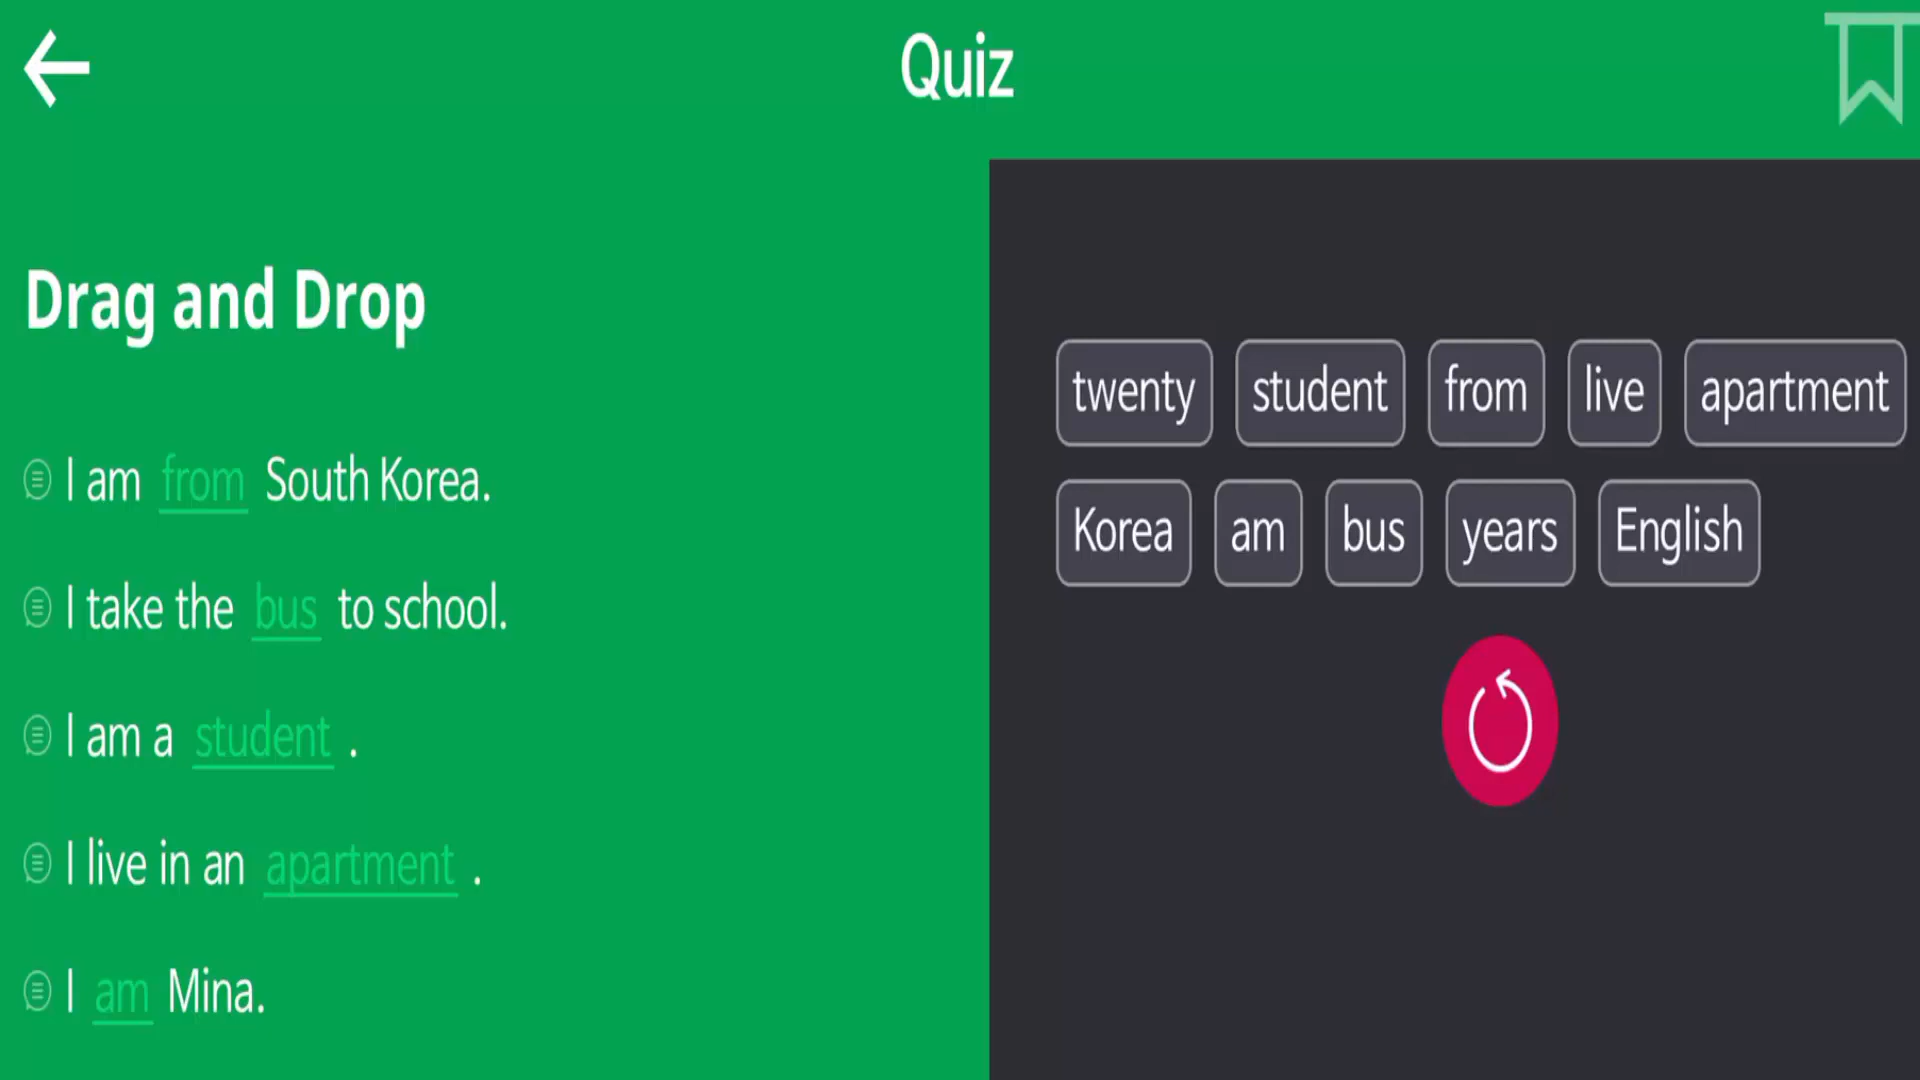 Quiz
Drag and Drop
I am from South Korea.
I take the bus to school.
I am a student .
I live in an apartment .
I am Mina.
twenty student from live apartment
Korea am bus years English